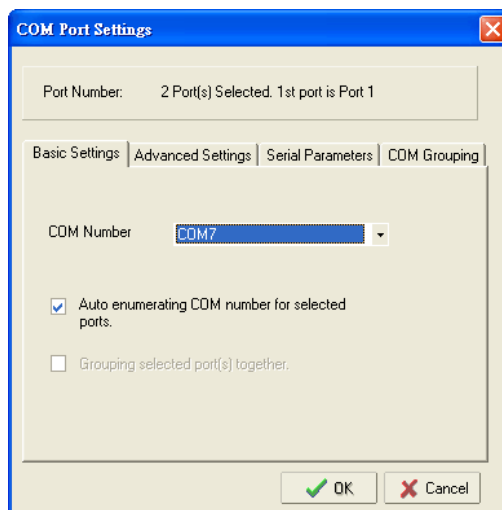 COM Port Settings
Port Number: 2 Port(s) Selected. 1st port is Port 1
Basic Settings Advanced Settings Serial Parameters COM Grouping
COM Number COM7
Auto enumerating COM number for selected
ports.
Grouping selected port(s) together.
OK Cancel